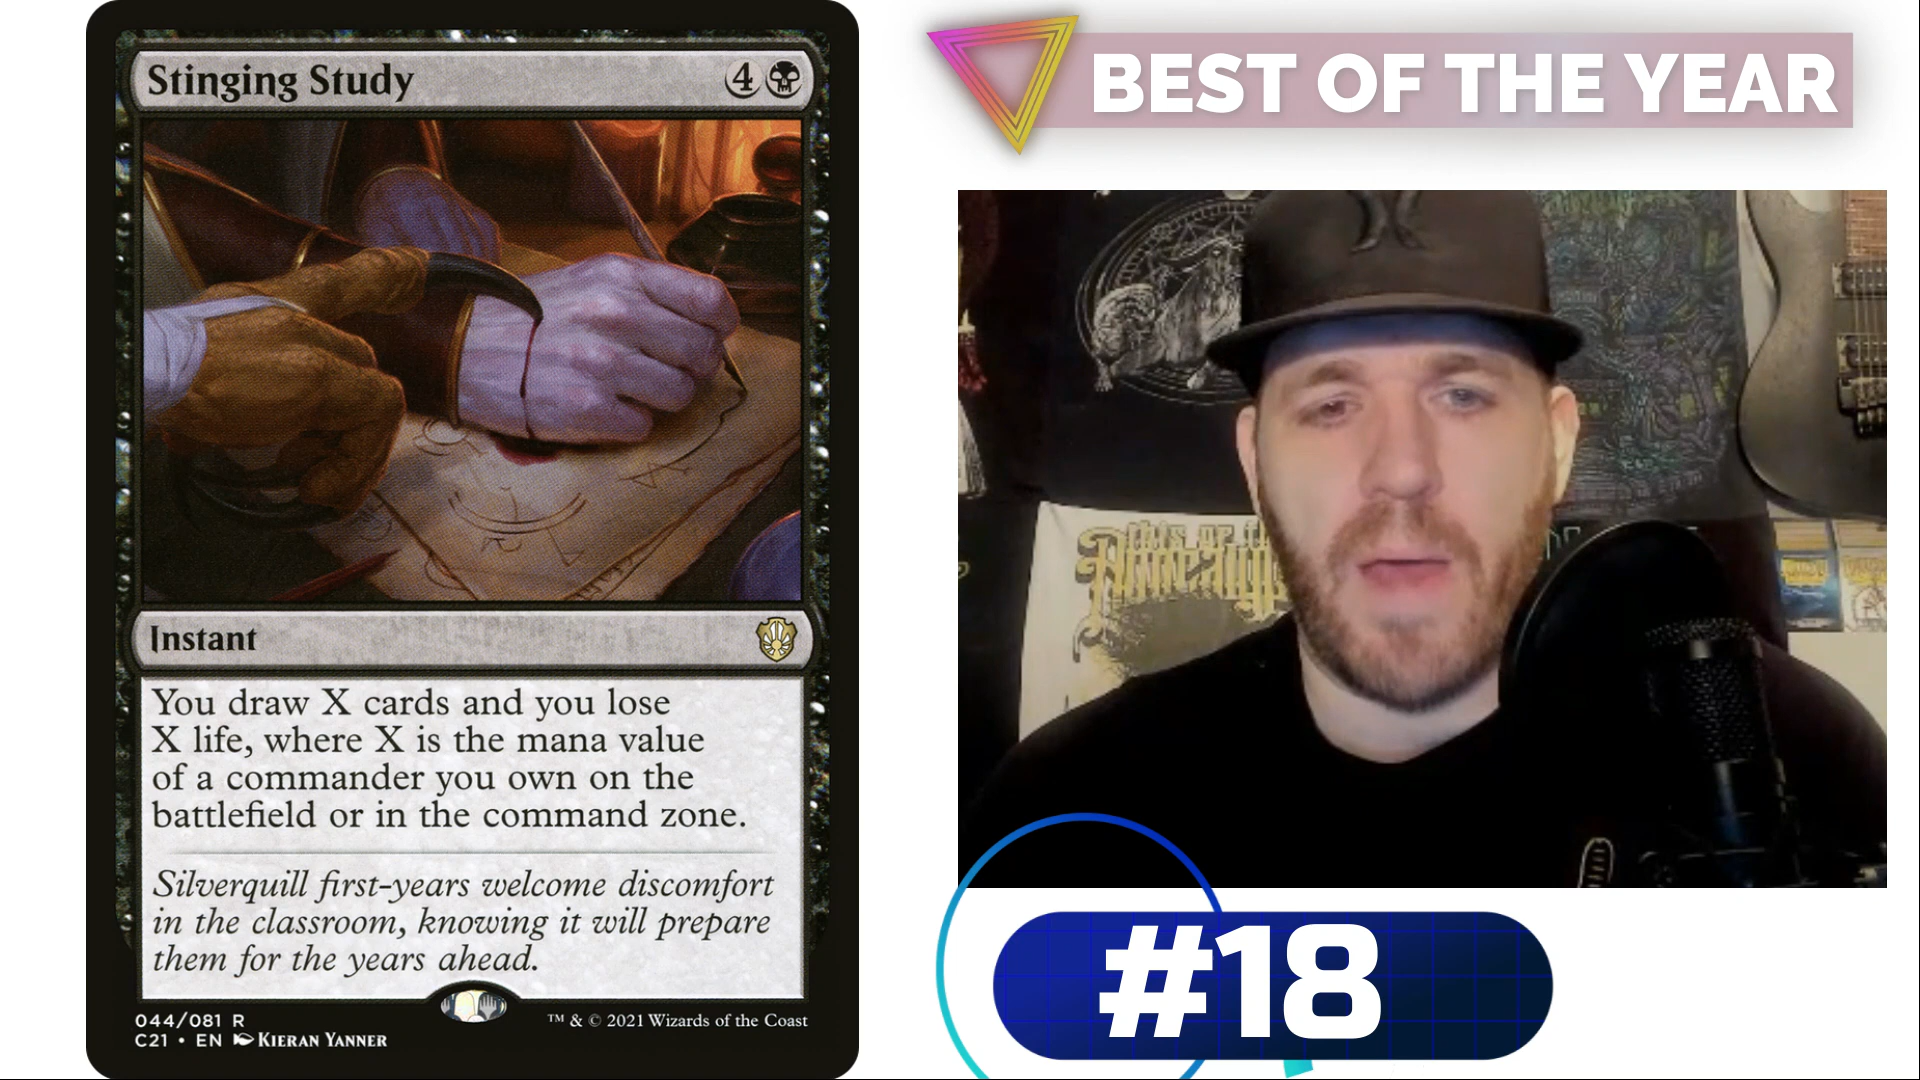 Stinging Study
4
Instant
You draw X cards and you lose
X life, where X is the mana value
of a commander you own on the
battlefield or in the command zone.
Silverquill first-years welcome discomfort
in the classroom, knowing it will prepare
them for the years ahead.
044/081 R
C21 • EN KIERAN YANNER
™ & © 2021 Wizards of the Coast
BEST OF THE YEAR
#18